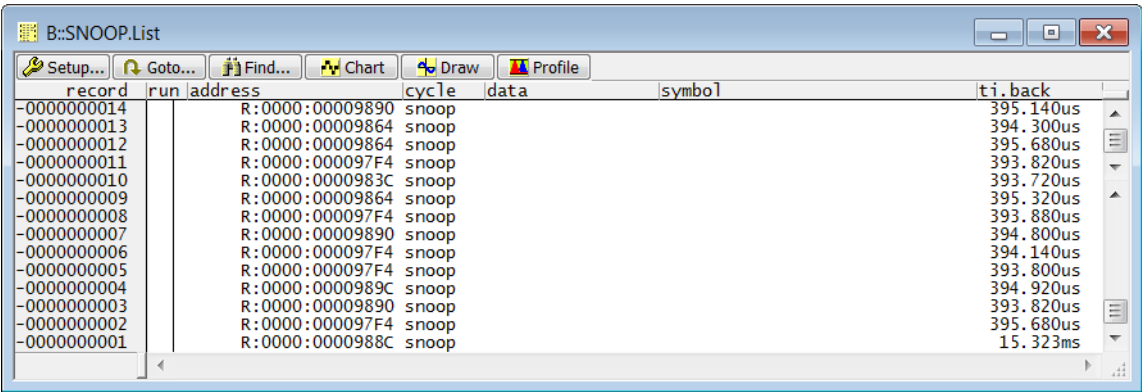 B::SNOOP.List
Setup... Goto... Find... Chart Draw Profile
record run address cycle data symbol ti.back
-0000000014 R:0000:00009890 snoop 395.140us
-0000000013 R:0000:00009864 snoop 394.300us
-0000000012 R:0000:00009864 snoop 395.680us
-0000000011 R:0000:000097F4 snoop 393.820us
-0000000010 R:0000:0000983C snoop 393.720us
-0000000009 R:0000:00009864 snoop 395.320us
-0000000008 R:0000:000097F4 snoop 393.880us
-0000000007 R:0000:00009890 snoop 394.800us
-0000000006 R:0000:000097F4 snoop 394.140us
-0000000005 R:0000:000097F4 snoop 393.800us
-0000000004 R:0000:0000989C snoop 394.920us
-0000000003 R:0000:00009890 snoop 393.820us
-0000000002 R:0000:000097F4 snoop 395.680us
-0000000001 R:0000:0000988C snoop 15.323ms